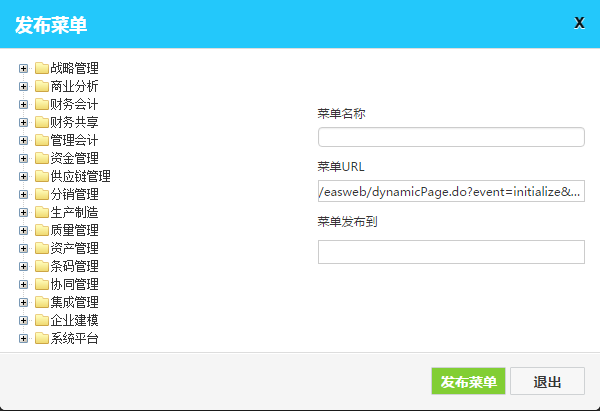 发布菜单
X
战略管理
商业分析
财务会计
财务共享
管理会计
资金管理
供应链管理
分销管理
生产制造
质量管理
资产管理
条码管理
协同管理
集成管理
企业建模
系统平台
菜单名称
菜单URL
/easweb/dynamicPage.do?event=initialize&...
菜单发布到
发布菜单
退出